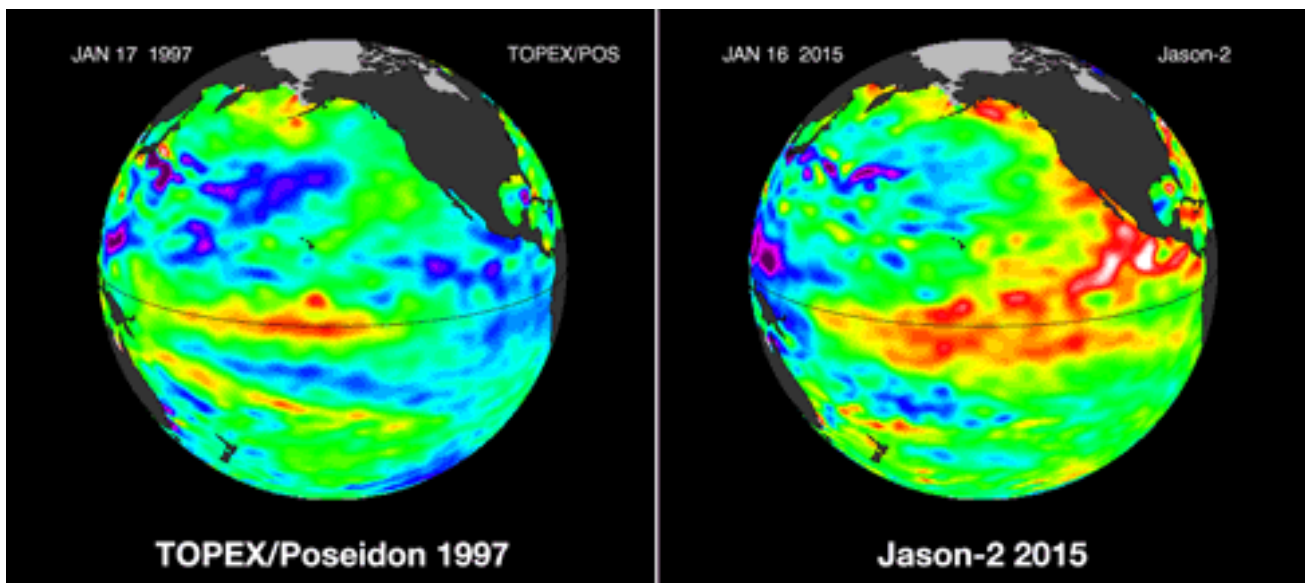 JAN 17 1997
TOPEX/POS
TOPEX/Poseidon 1997
JAN 16 2015
Jason-2
Jason-2 2015